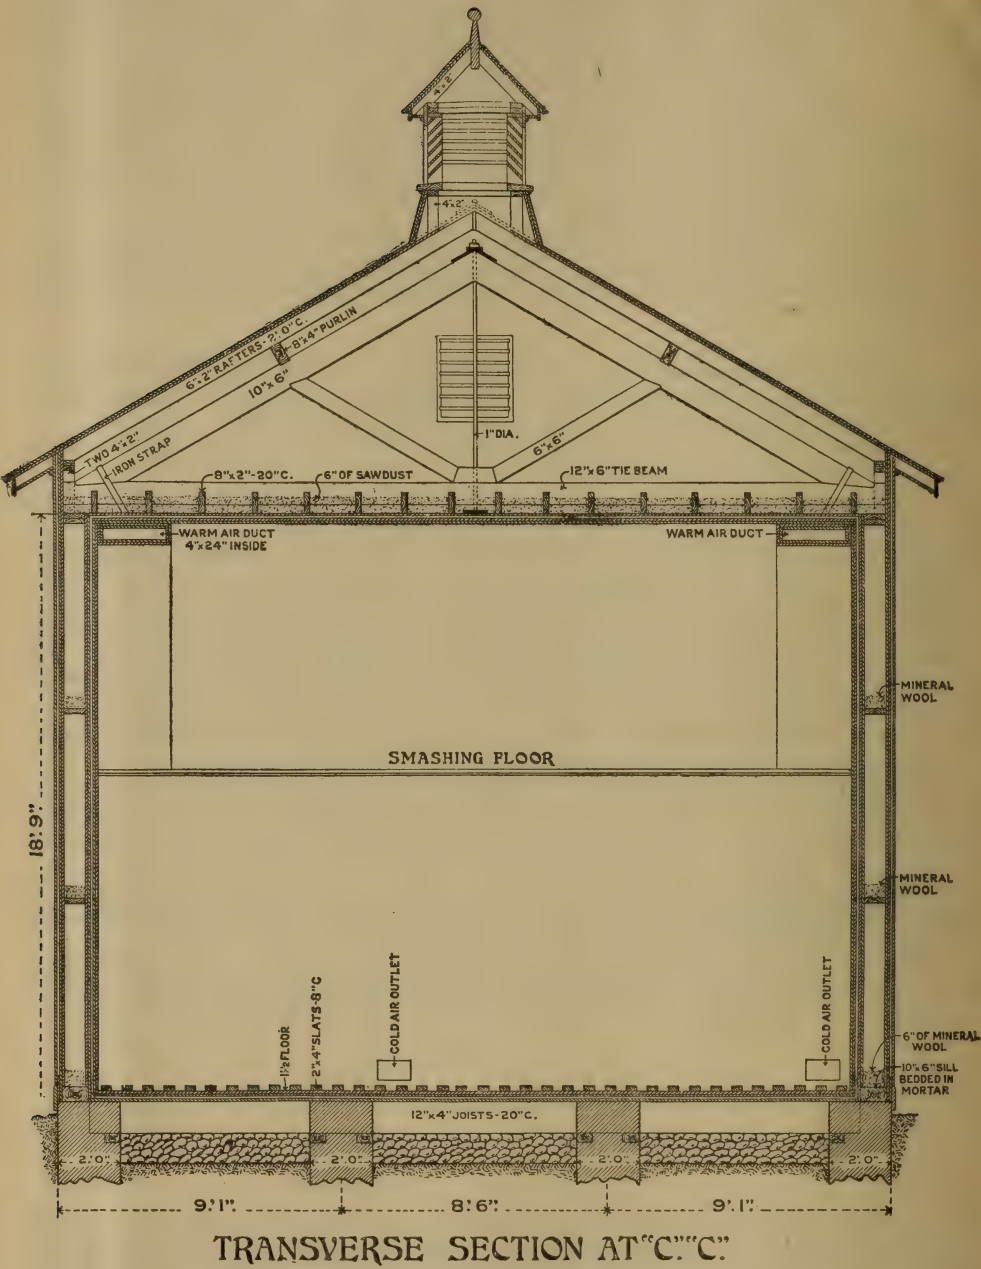 4"x2"
4"x2"
6"x2" RAFTERS-2'.0"C.
8"x4" PURLIN
10"x6"
TWO 4"x2"
IRON STRAP
1" DIA.
6"x6"
8"x2"-20"C.
6" OF SAWDUST
12"x6" TIE BEAM
WARM AIR DUCT
4"x24" INSIDE
WARM AIR DUCT
MINERAL
WOOL
SMASHING FLOOR
18'.9"
MINERAL
WOOL
1½ FLOOR
2"x4" SLATS-8"C
COLD AIR OUTLET
COLD AIR OUTLET
6" OF MINERAL
WOOL
10"x6" SILL
BEDDED IN
MORTAR
12"x4" JOISTS-20"C.
2'.0" 2'.0" 2'.0" 2'.0"
9'.1" 8'.6" 9'.1"
TRANSVERSE SECTION AT "C"."C".